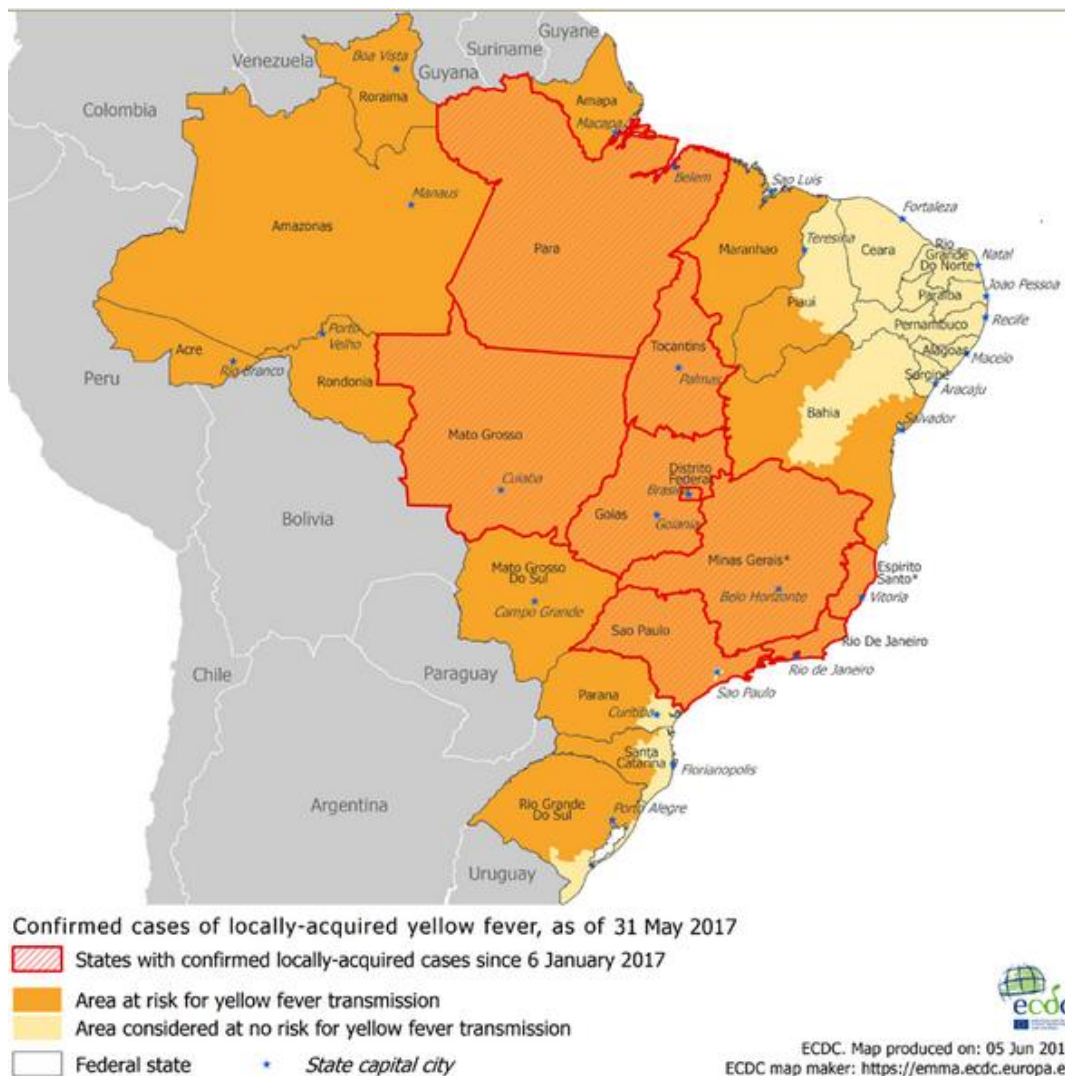 Guyane
Suriname
Venezuela
Boa Vista
Guyana
Roraima
Amapa
Macapa
Colombia
Belem
Sao Luis
Manaus
Fortaleza
Amazonas
Para
Maranhao
Teresina
Ceara
Rio
Grande
Do Norte
Natal
Joao Pessoa
Paraiba
Piaui
Recife
Pernambuco
Porto
Velho
Acre
Rio Branco
Rondonia
Tocantins
Palmas
Alagoas
Maceio
Sergipe
Aracaju
Peru
Bahia
Salvador
Mato Grosso
Cuiaba
Distrito
Federal
Brasilia
Goias
Goiania
Bolivia
Minas Gerais*
Belo Horizonte
Espirito
Santo*
Vitoria
Mato Grosso
Do Sul
Campo Grande
Sao Paulo
Rio De Janeiro
Rio de Janeiro
Sao Paulo
Chile
Paraguay
Parana
Curitiba
Santa
Catarina
Florianopolis
Argentina
Rio Grande
Do Sul
Porto Alegre
Uruguay
Confirmed cases of locally-acquired yellow fever, as of 31 May 2017
States with confirmed locally-acquired cases since 6 January 2017
Area at risk for yellow fever transmission
Area considered at no risk for yellow fever transmission
Federal state
State capital city
ecdc
ECDC. Map produced on: 05 Jun 201
ECDC map maker: https://emma.ecdc.europa.e